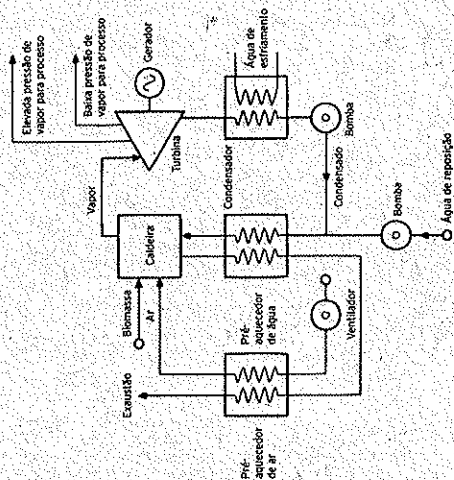 Elevada pressão de
vapor para processo
Baixa pressão de
vapor para processo
Gerador
Turbina
Vapor
Água de
esfriamento
Condensador
Bomba
Condensado
Caldeira
Biomassa
Ar
Exaustão
Pré-
aquecedor
de água
Bomba
Água de reposição
Ventilador
Pré-
aquecedor
de ar